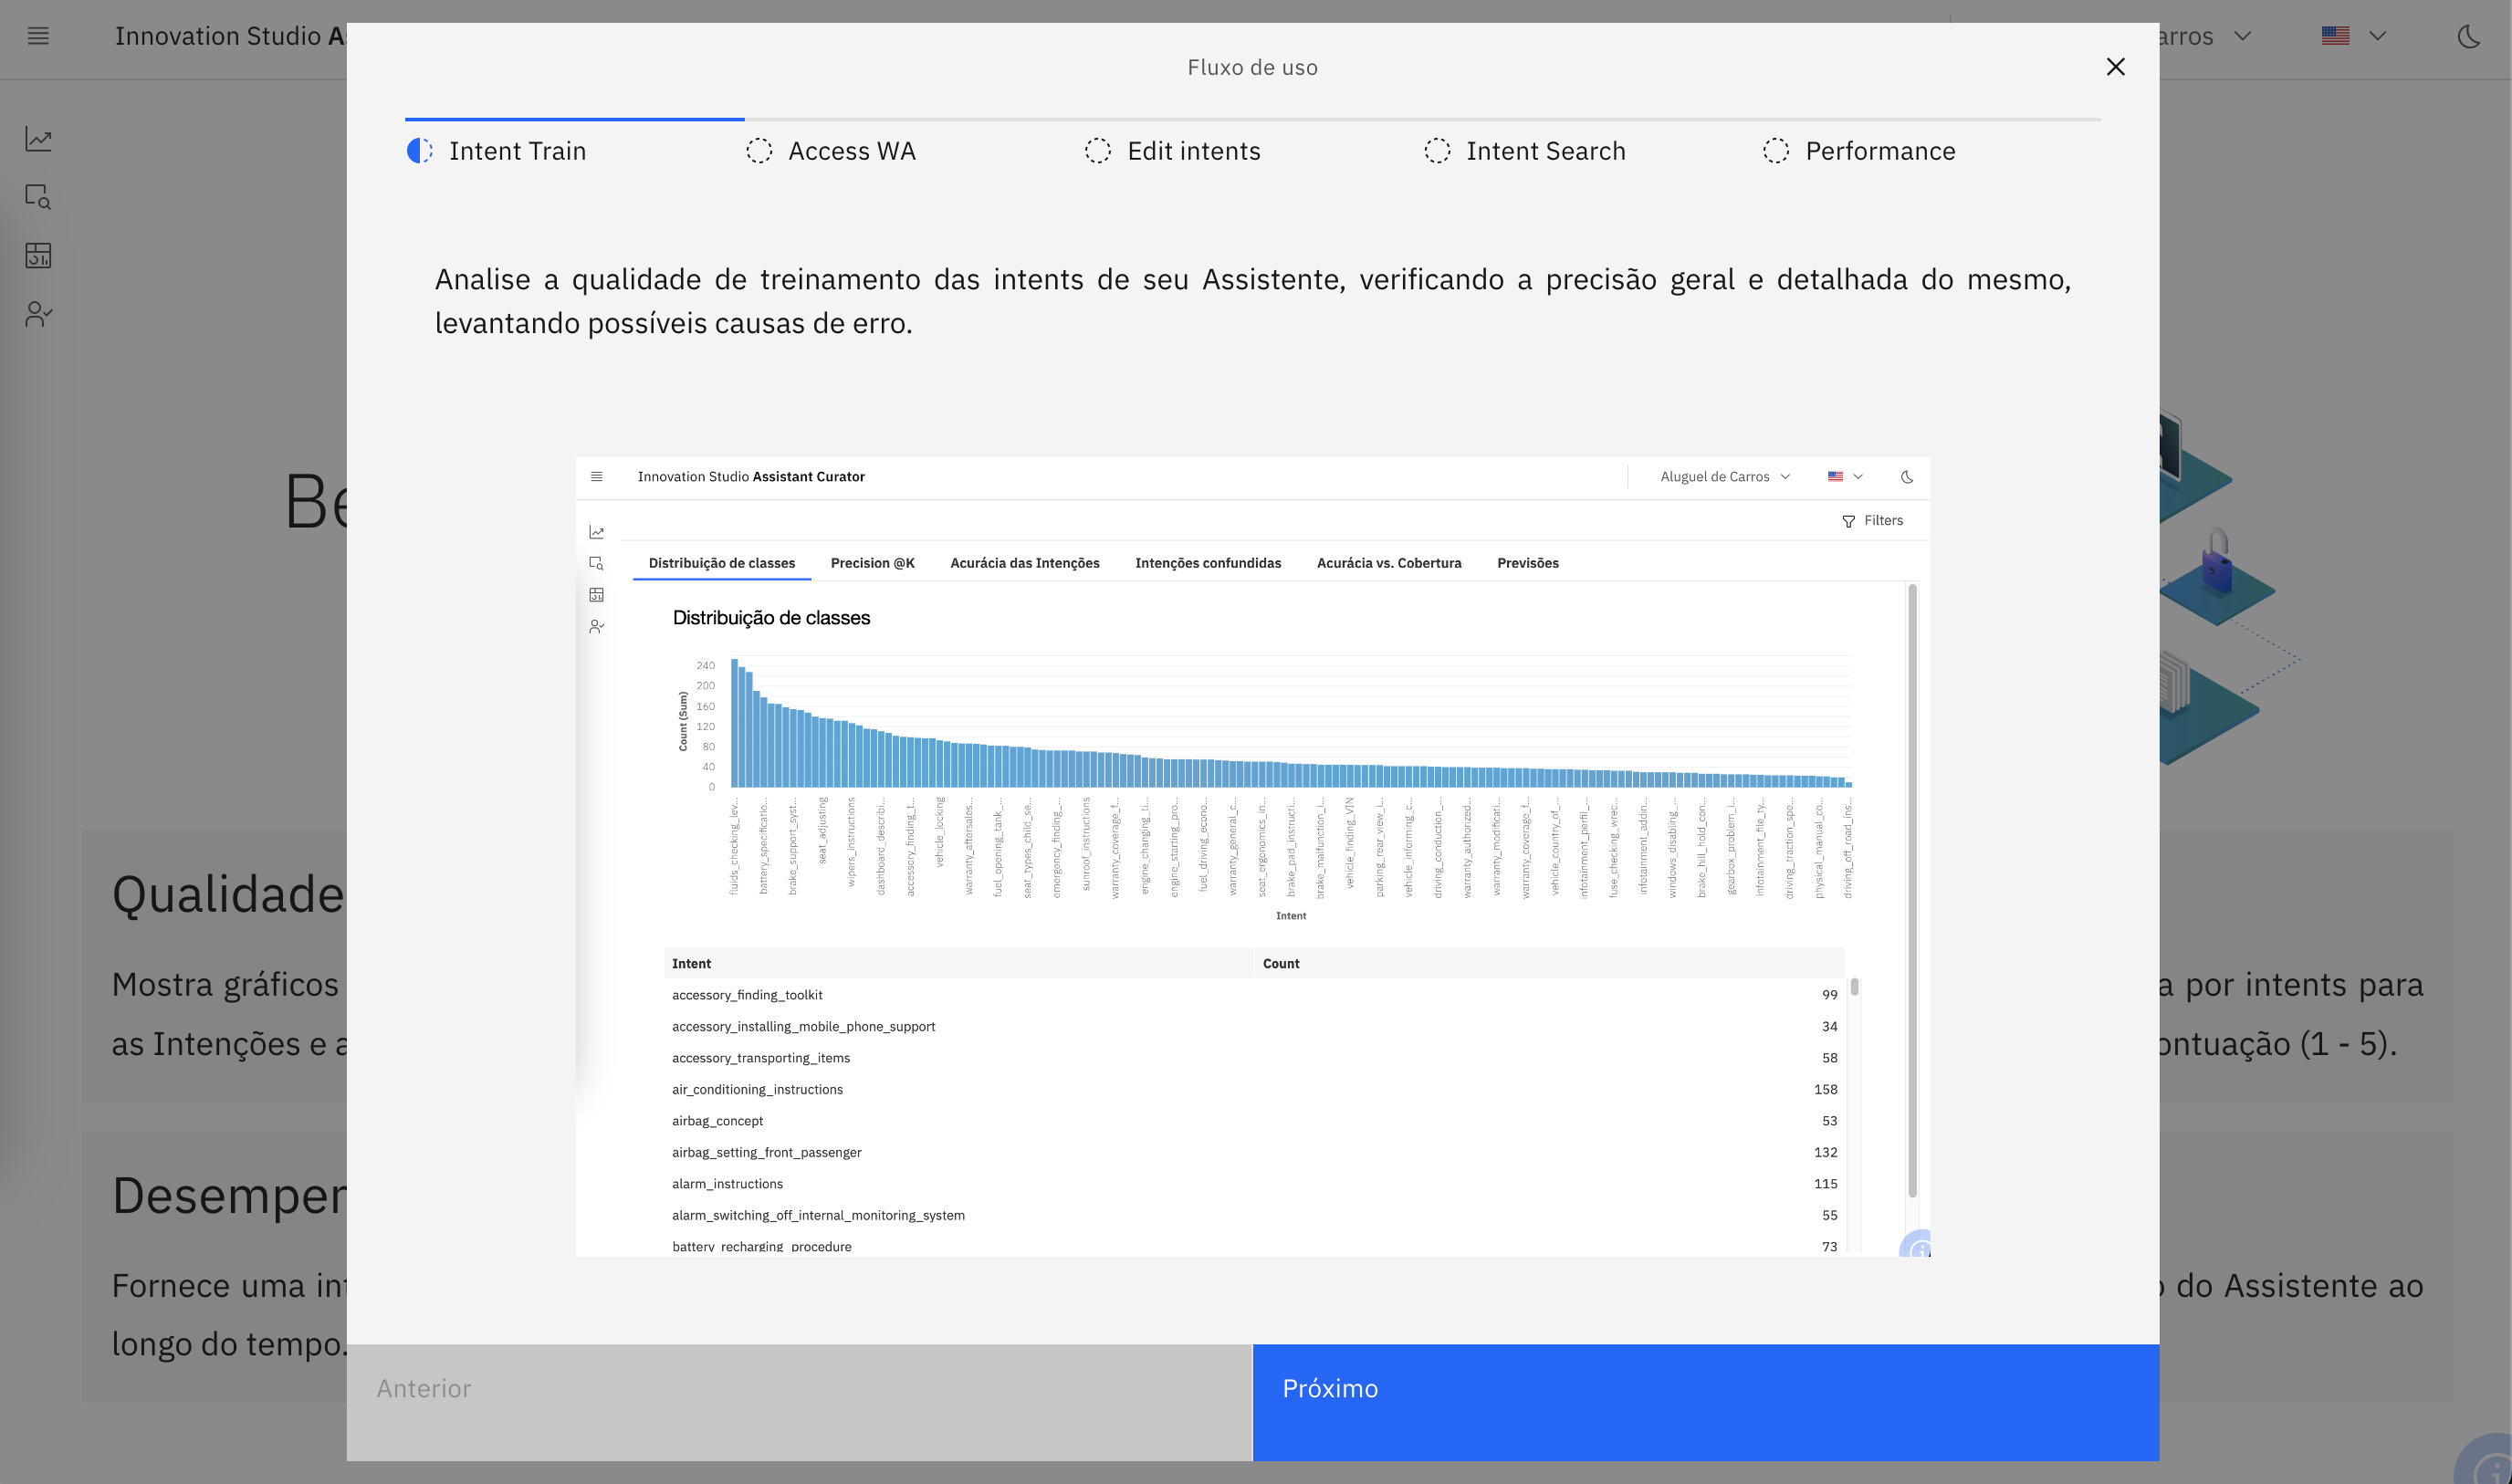 Innovation Studio
arros
Fluxo de uso
Intent Train
Access WA
Edit intents
Intent Search
Performance
Analise a qualidade de treinamento das intents de seu Assistente, verificando a precisão geral e detalhada do mesmo,
levantando possíveis causas de erro.
Be
Innovation Studio Assistant Curator
Aluguel de Carros
Filters
Distribuição de classes
Precision @K
Acurácia das Intenções
Intenções confundidas
Acurácia vs. Cobertura
Previsões
Distribuição de classes
Count (Sum)
240
200
160
120
80
40
0
fluids_checking_lev...
battery_specificatio...
brake_support_syst...
seat_adjusting
wipers_instructions
dashboard_describi...
accessory_finding_t...
vehicle_locking
warranty_aftersales...
fuel_opening_tank_...
seat_types_child_se...
emergency_finding_...
sunroof_instructions
warranty_coverage_f...
engine_changing_ti...
engine_starting_pro...
fuel_driving_econo...
warranty_general_c...
seat_ergonomics_in...
brake_pad_instructi...
brake_malfunction_i...
vehicle_finding_VIN
parking_rear_view_i...
vehicle_informing_c...
driving_conduction_...
warranty_authorized...
warranty_modificati...
warranty_coverage_f...
vehicle_country_of_...
infotainment_perfil_...
fuse_checking_wrec...
infotainment_addin...
windows_disabling_...
brake_hill_hold_con...
gearbox_problem_i...
infotainment_file_ty...
driving_traction_spo...
physical_manual_co...
driving_off_road_ins...
Intent
Intent Count
accessory_finding_toolkit 99
accessory_installing_mobile_phone_support 34
accessory_transporting_items 58
air_conditioning_instructions 158
airbag_concept 53
airbag_setting_front_passenger 132
alarm_instructions 115
alarm_switching_off_internal_monitoring_system 55
battery_recharging_procedure 73
Qualidade
Mostra gráficos
as Intenções e a
a por intents para
ontuação (1 - 5).
Desemper
Fornece uma int
longo do tempo.
o do Assistente ao
Anterior
Próximo